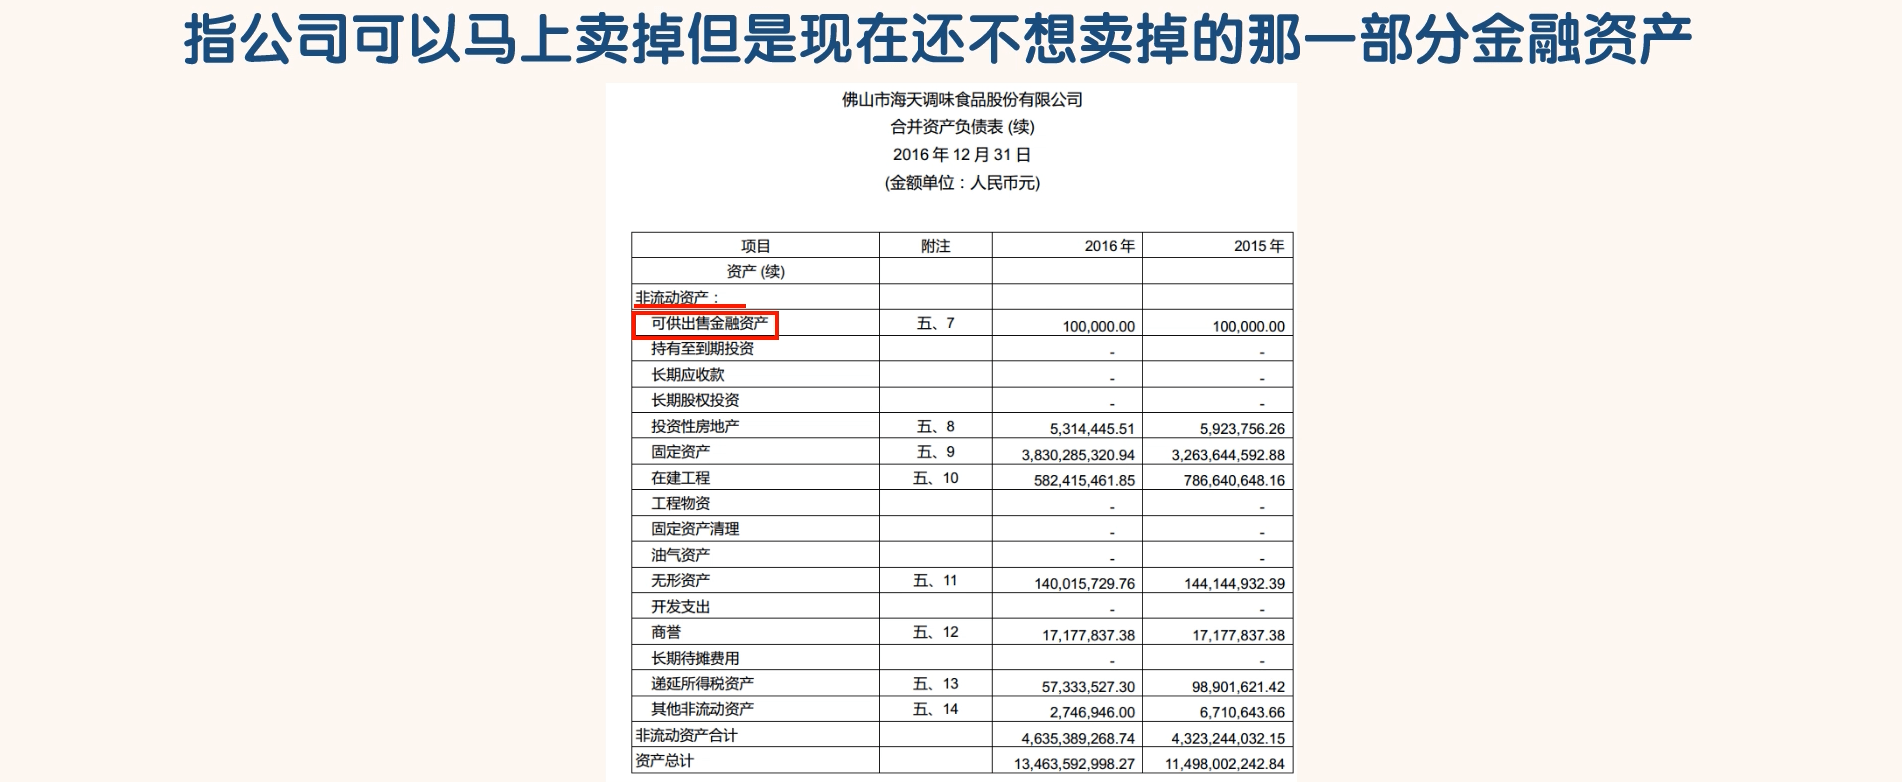 指公司可以马上卖掉但是现在还不想卖掉的那一部分金融资产
佛山市海天调味食品股份有限公司
合并资产负债表 (续)
2016 年 12 月 31 日
(金额单位：人民币元)
项目 附注 2016 年 2015 年
资产 (续)
非流动资产：
可供出售金融资产 五、7 100,000.00 100,000.00
持有至到期投资 - -
长期应收款 - -
长期股权投资 - -
投资性房地产 五、8 5,314,445.51 5,923,756.26
固定资产 五、9 3,830,285,320.94 3,263,644,592.88
在建工程 五、10 582,415,461.85 786,640,648.16
工程物资 - -
固定资产清理 - -
油气资产 - -
无形资产 五、11 140,015,729.76 144,144,932.39
开发支出 - -
商誉 五、12 17,177,837.38 17,177,837.38
长期待摊费用 - -
递延所得税资产 五、13 57,333,527.30 98,901,621.42
其他非流动资产 五、14 2,746,946.00 6,710,643.66
非流动资产合计 4,635,389,268.74 4,323,244,032.15
资产总计 13,463,592,998.27 11,498,002,242.84